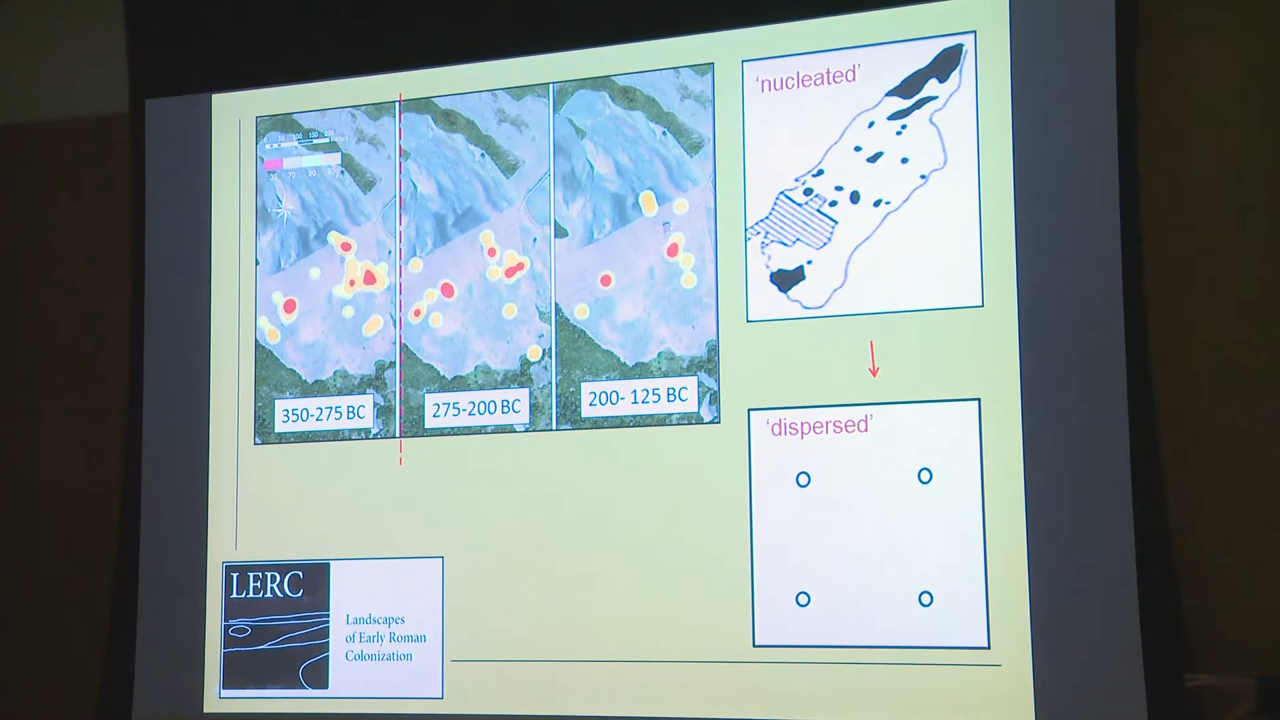 350-275 BC
275-200 BC
200- 125 BC
'nucleated'
'dispersed'
LERC
Landscapes
of Early Roman
Colonization